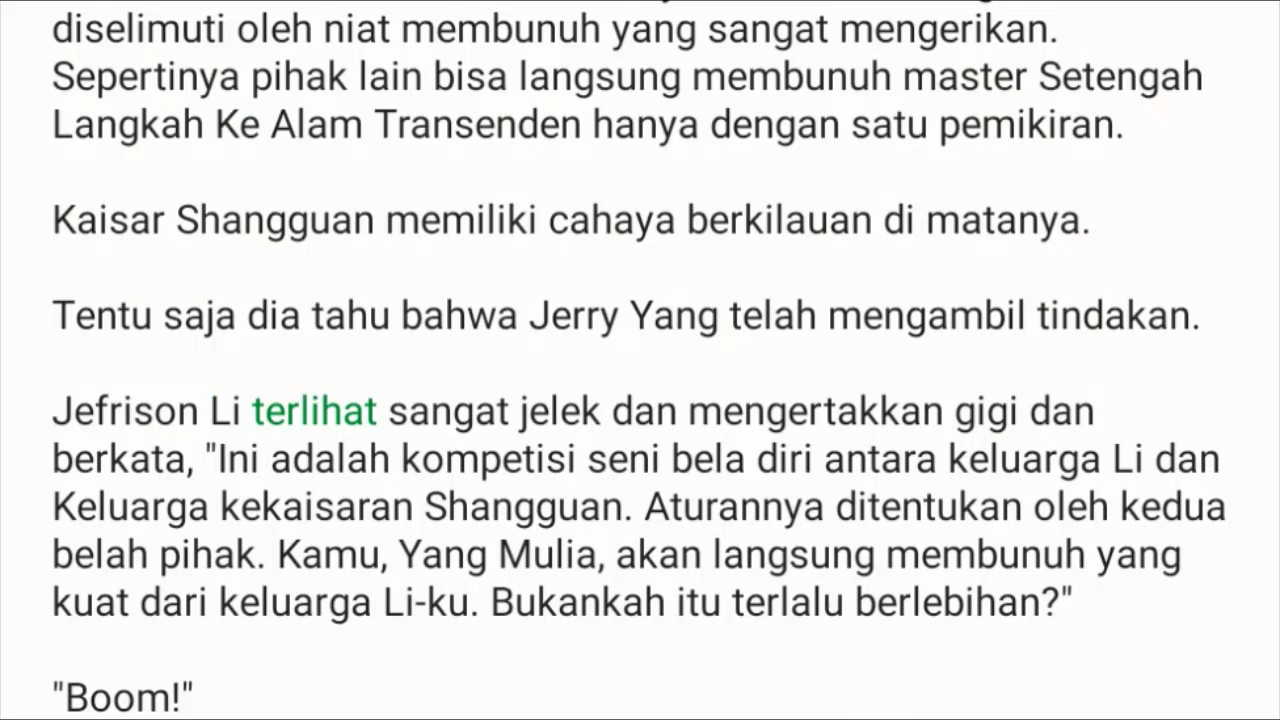 diselimuti oleh niat membunuh yang sangat mengerikan.
Sepertinya pihak lain bisa langsung membunuh master Setengah
Langkah Ke Alam Transenden hanya dengan satu pemikiran.
Kaisar Shangguan memiliki cahaya berkilauan di matanya.
Tentu saja dia tahu bahwa Jerry Yang telah mengambil tindakan.
Jefrison Li terlihat sangat jelek dan mengertakkan gigi dan
berkata, "Ini adalah kompetisi seni bela diri antara keluarga Li dan
Keluarga kekaisaran Shangguan. Aturannya ditentukan oleh kedua
belah pihak. Kamu, Yang Mulia, akan langsung membunuh yang
kuat dari keluarga Li-ku. Bukankah itu terlalu berlebihan?"
"Boom!"